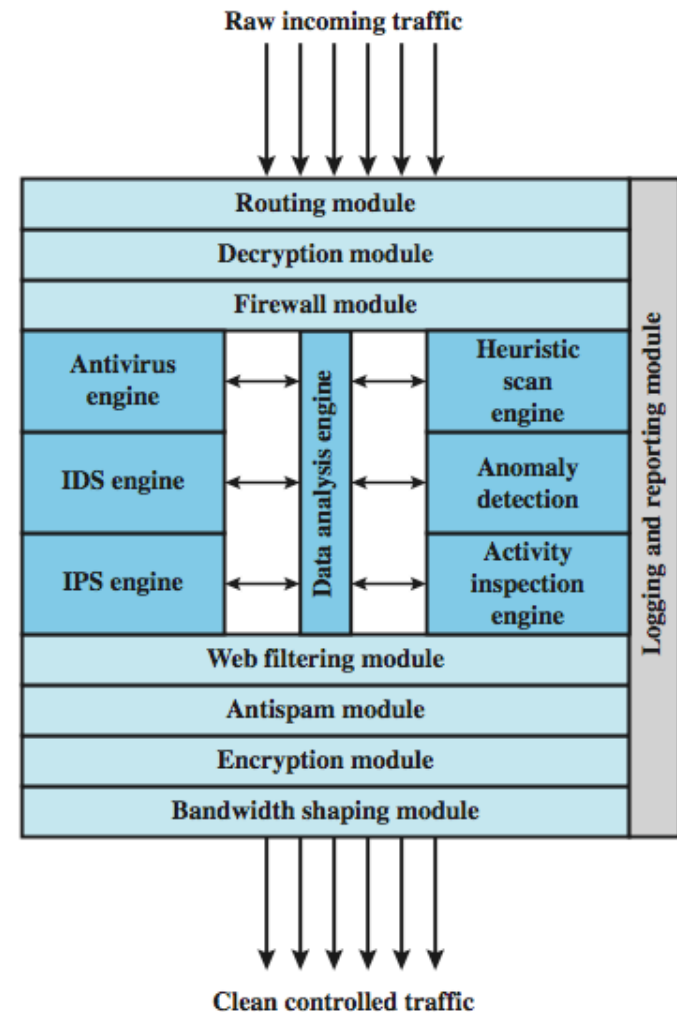 Raw incoming traffic
Routing module
Decryption module
Firewall module
Antivirus
engine
IDS engine
IPS engine
Data analysis engine
Heuristic
scan
engine
Anomaly
detection
Activity
inspection
engine
Logging and reporting module
Web filtering module
Antispam module
Encryption module
Bandwidth shaping module
Clean controlled traffic